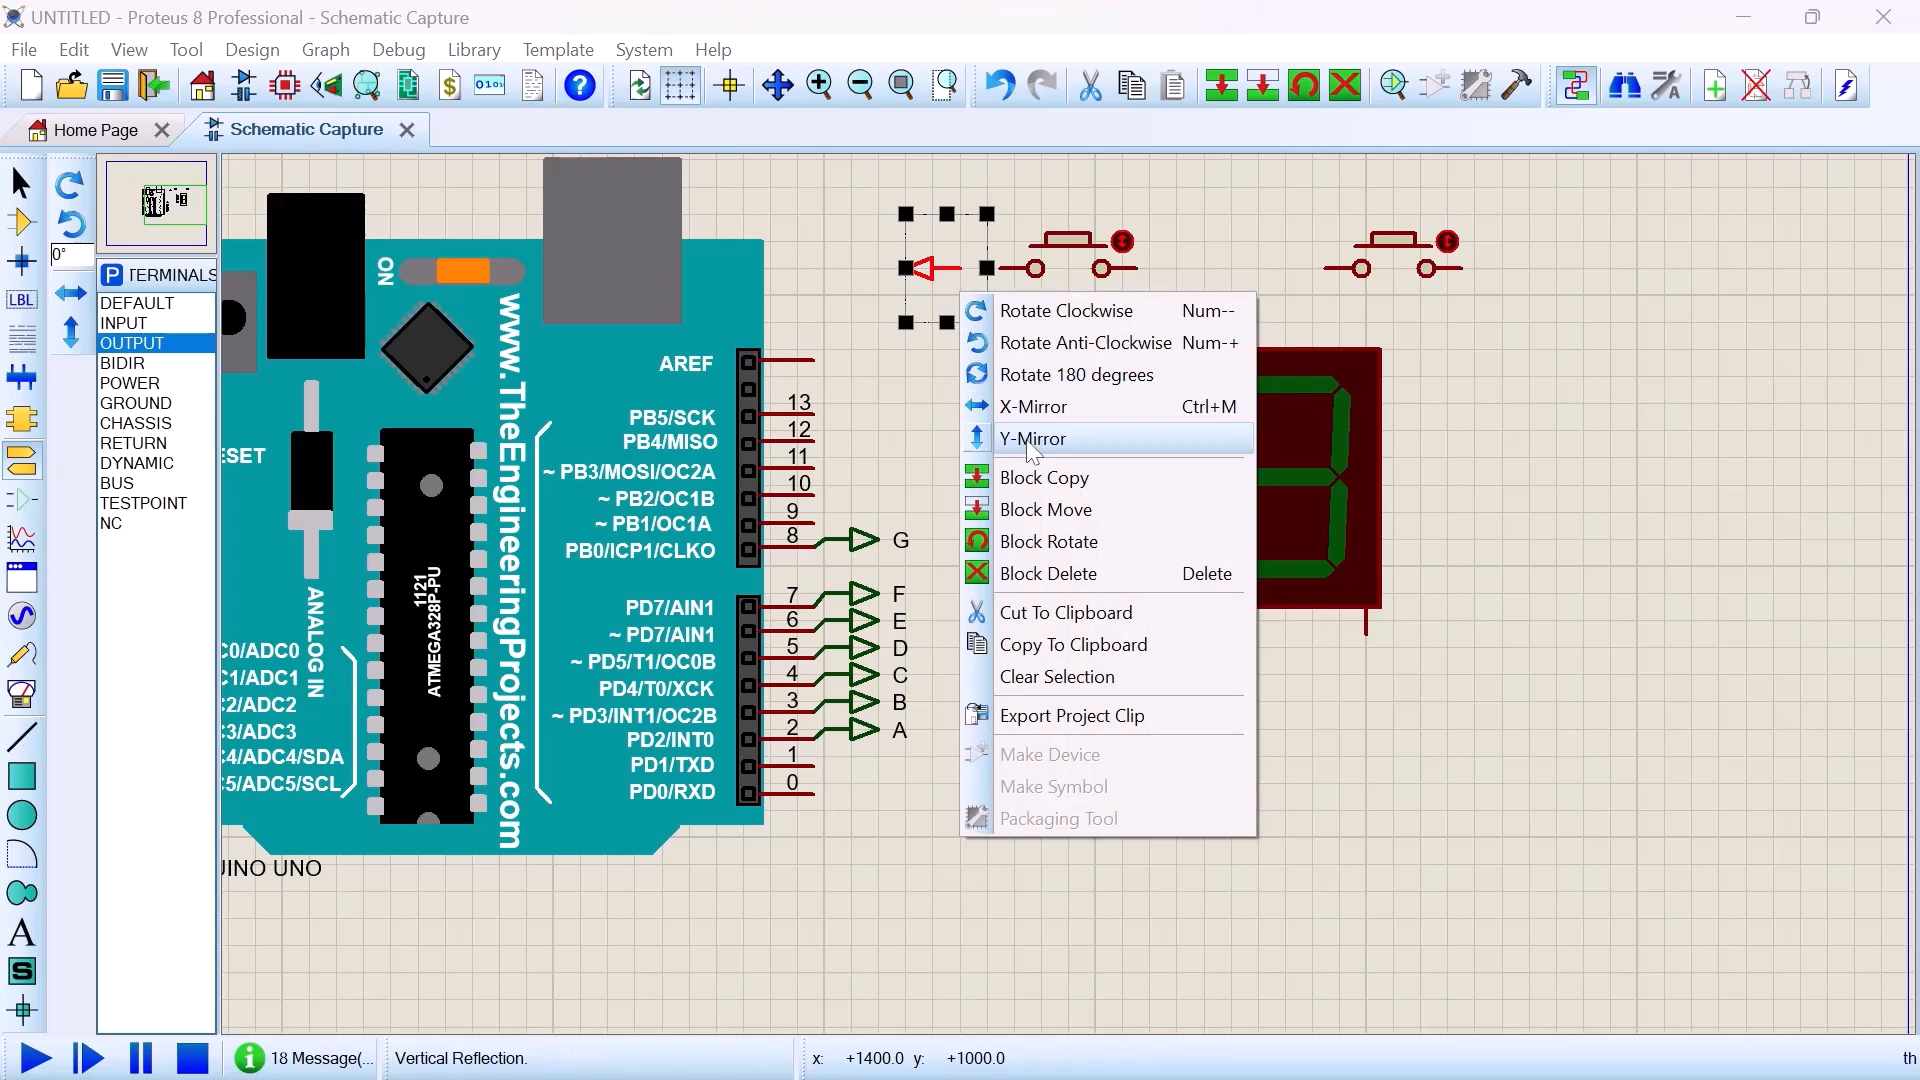 UNTITLED - Proteus 8 Professional - Schematic Capture
File Edit View Tool Design Graph Debug Library Template System Help
Home Page Schematic Capture
0°
P TERMINALS
DEFAULT
INPUT
OUTPUT
BIDIR
POWER
GROUND
CHASSIS
RETURN
DYNAMIC
BUS
TESTPOINT
NC
LBL
A
S
ON
www.TheEngineeringProjects.com
AREF
PB5/SCK 13
PB4/MISO 12
~ PB3/MOSI/OC2A 11
~ PB2/OC1B 10
~ PB1/OC1A 9
PB0/ICP1/CLKO 8 G
PD7/AIN1 7 F
~ PD7/AIN1 6 E
~ PD5/T1/OC0B 5 D
PD4/T0/XCK 4 C
~ PD3/INT1/OC2B 3 B
PD2/INT0 2 A
PD1/TXD 1
PD0/RXD 0
ESET
ANALOG IN
1121
ATMEGA328P-PU
C0/ADC0
C1/ADC1
C2/ADC2
C3/ADC3
C4/ADC4/SDA
C5/ADC5/SCL
UINO UNO
Rotate Clockwise Num--
Rotate Anti-Clockwise Num-+
Rotate 180 degrees
X-Mirror Ctrl+M
Y-Mirror
Block Copy
Block Move
Block Rotate
Block Delete Delete
Cut To Clipboard
Copy To Clipboard
Clear Selection
Export Project Clip
Make Device
Make Symbol
Packaging Tool
18 Message(... Vertical Reflection. x: +1400.0 y: +1000.0 th